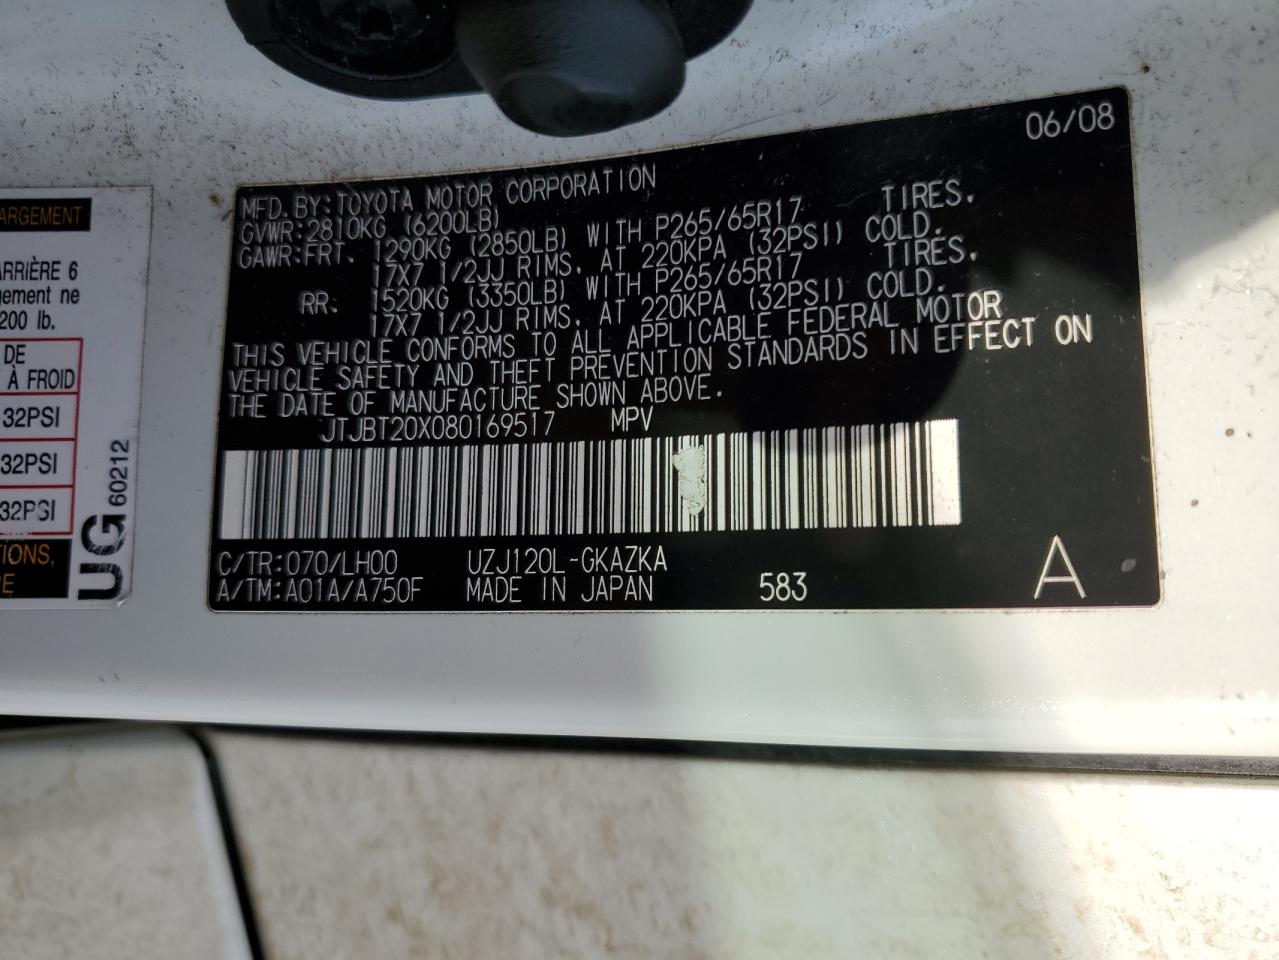 ARGEMENT
ARRIÈRE 6
gement ne
200 lb.
DE
À FROID
32PSI
32PSI
32PSI
TIONS,
RE
UG 60212
06/08
MFD.BY:TOYOTA MOTOR CORPORATION
GVWR:2810KG (6200LB)
GAWR:FRT. 1290KG (2850LB) WITH P265/65R17 TIRES.
17X7 1/2JJ RIMS, AT 220KPA (32PSI) COLD.
RR. 1520KG (3350LB) WITH P265/65R17 TIRES.
17X7 1/2JJ RIMS, AT 220KPA (32PSI) COLD.
THIS VEHICLE CONFORMS TO ALL APPLICABLE FEDERAL MOTOR
VEHICLE SAFETY AND THEFT PREVENTION STANDARDS IN EFFECT ON
THE DATE OF MANUFACTURE SHOWN ABOVE.
JTJBT20X080169517 MPV
C/TR:070/LH00 UZJ120L-GKAZKA
A/TM:A01A/A750F MADE IN JAPAN 583 A